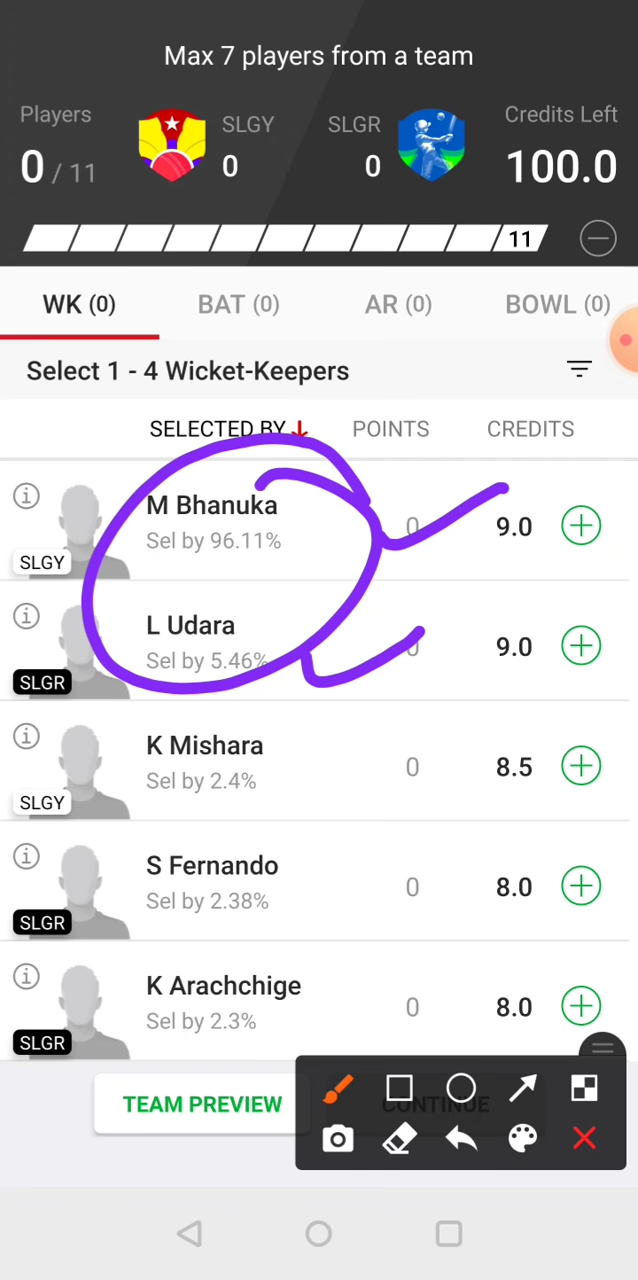 Max 7 players from a team
Players SLGY SLGR Credits Left
0 / 11 0 0 100.0
11
WK (0) BAT (0) AR (0) BOWL (0)
Select 1 - 4 Wicket-Keepers
SELECTED BY POINTS CREDITS
M Bhanuka
Sel by 96.11% 0 9.0
SLGY
L Udara
Sel by 5.46% 0 9.0
SLGR
K Mishara
Sel by 2.4% 0 8.5
SLGY
S Fernando
Sel by 2.38% 0 8.0
SLGR
K Arachchige
Sel by 2.3% 0 8.0
SLGR
TEAM PREVIEW CONTINUE